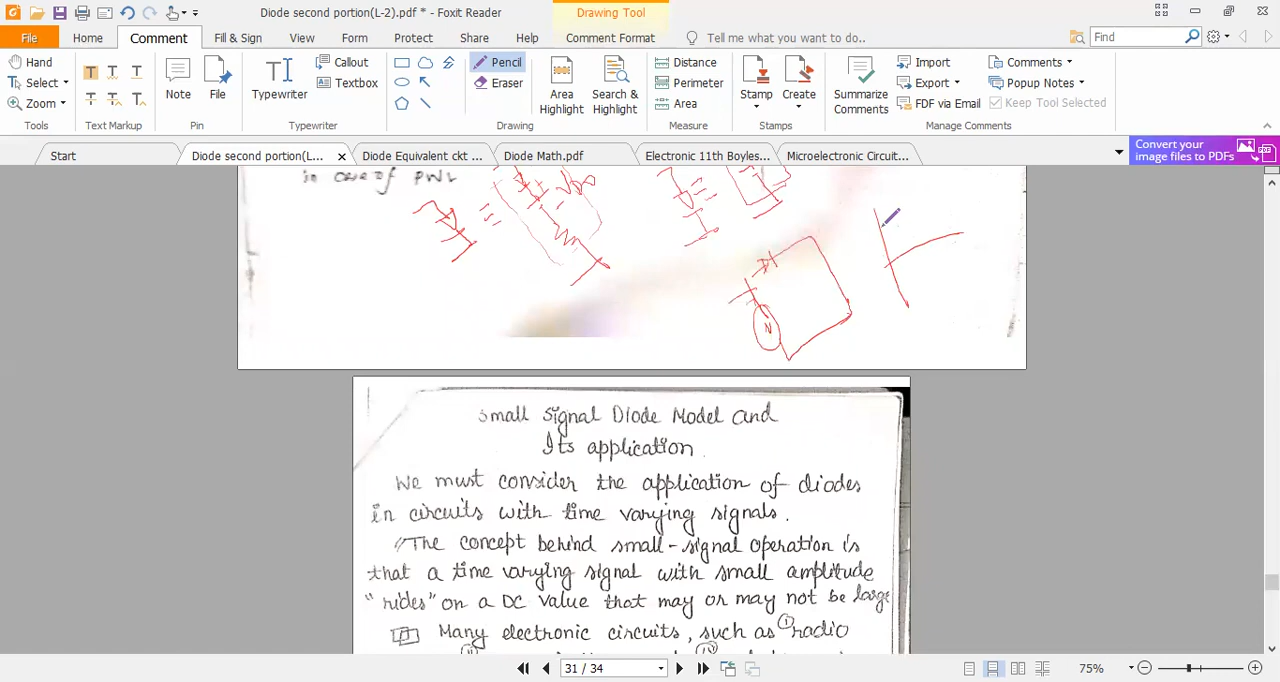 Diode second portion(L-2).pdf * - Foxit Reader
Drawing Tool
File Home Comment Fill & Sign View Form Protect Share Help Comment Format Tell me what you want to do.. Find
Hand
Select
Zoom
Tools
Text Markup
Note
File
Pin
Typewriter
Callout
Textbox
Typewriter
Pencil
Eraser
Drawing
Area Highlight
Search & Highlight
Distance
Perimeter
Area
Measure
Stamp
Create
Stamps
Summarize Comments
Import
Export
FDF via Email
Comments
Popup Notes
Keep Tool Selected
Manage Comments
Start Diode second portion(L-... Diode Equivalent ckt ... Diode Math.pdf Electronic 11th Boyles... Microelectronic Circuit...
Convert your
image files to PDFs
in case of PWL
Small Signal Diode Model and
Its application
We must consider the application of diodes
in circuits with time varying signals.
"The concept behind small-signal operation is
that a time varying signal with small amplitude
"rides" on a DC value that may or may not be large
Many electronic circuits, such as (i) radio
31 / 34
75%